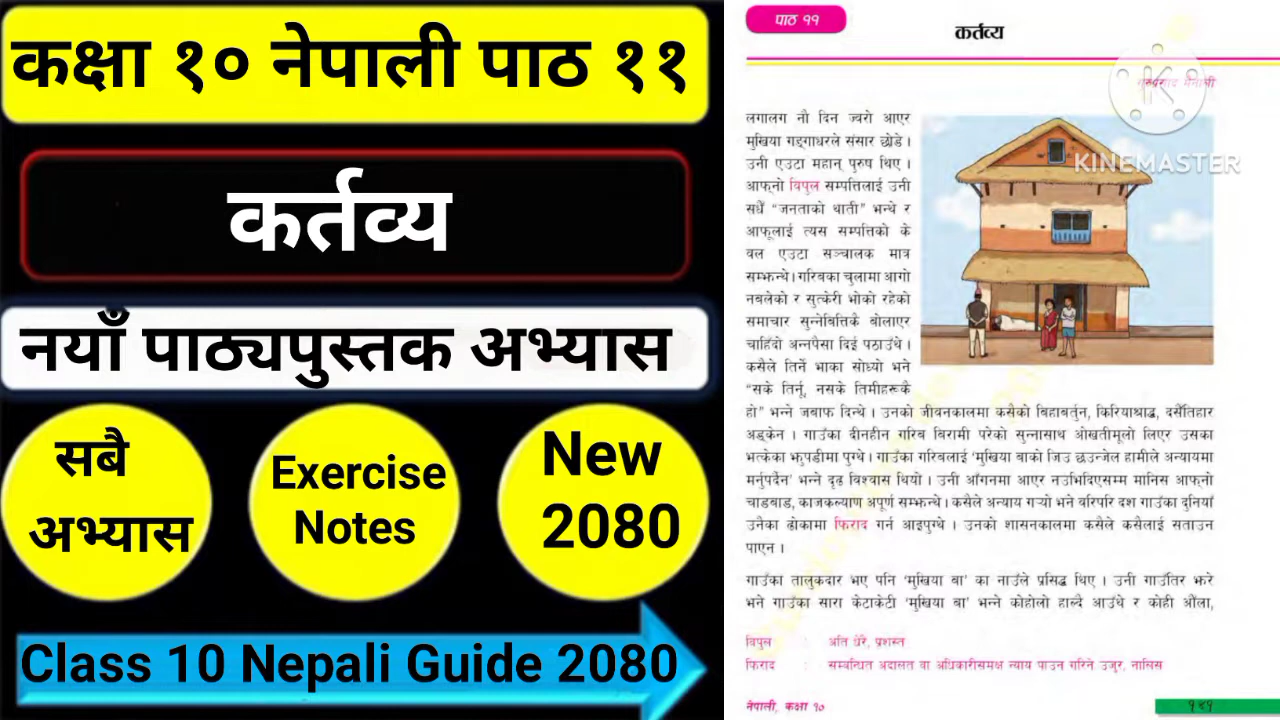 कक्षा १० नेपाली पाठ ११
कर्तव्य
नयाँ पाठ्यपुस्तक अभ्यास
सबै
अभ्यास
Exercise
Notes
New
2080
Class 10 Nepali Guide 2080
पाठ ११
कर्तव्य
गुरुप्रसाद मैनाली
K
KINEMASTER
लगालग नौ दिन ज्वरो आएर
मुखिया गङ्गाधरले संसार छोडे ।
उनी एउटा महान् पुरुष थिए ।
आफ्नो विपुल सम्पत्तिलाई उनी
सधैँ “जनताको थाती” भन्थे र
आफूलाई त्यस सम्पत्तिको के
वल एउटा सञ्चालक मात्र
सम्झन्थे । गरिबका चुलामा आगो
नबलेको र सुत्केरी भोको रहेको
समाचार सुन्नेबित्तिकै बोलाएर
चाहिँदो अन्नपैसा दिई पठाउँथे ।
कसैले तिर्ने भाका सोध्यो भने
“सके तिर्नू, नसके तिमीहरूकै
हो” भन्ने जबाफ दिन्थे । उनको जीवनकालमा कसैको बिहाबर्तुन, किरियाश्राद्ध, दसैँतिहार
अड्केन । गाउँका दीनहीन गरिब बिरामी परेको सुन्नासाथ ओखतीमूलो लिएर उसका
भत्केका झुपडीमा पुग्थे । गाउँका गरिबलाई ‘मुखिया बाको जिउ छउन्जेल हामीले अन्यायमा
मर्नुपर्दैन’ भन्ने दृढ विश्वास थियो । उनी आँगनमा आएर नउभिदिएसम्म मानिस आफ्नो
चाडबाड, काजकल्याण अपूर्ण सम्झन्थे । कसैले अन्याय गऱ्यो भने वरिपरि दश गाउँका दुनियाँ
उनैका ढोकामा फिराद गर्न आइपुग्थे । उनको शासनकालमा कसैले कसैलाई सताउन
पाएन ।
गाउँका तालुकदार भए पनि ‘मुखिया बा’ का नाउँले प्रसिद्ध थिए । उनी गाउँतिर झरे
भने गाउँका सारा केटाकेटी ‘मुखिया बा’ भन्ने कोहोलो हाल्दै आउँथे र कोही औँला,
विपुल : अति धेरै, प्रशस्त
फिराद : सम्बन्धित अदालत वा अधिकारीसमक्ष न्याय पाउन गरिने उजुर, नालिस
नेपाली, कक्षा १०
१४१